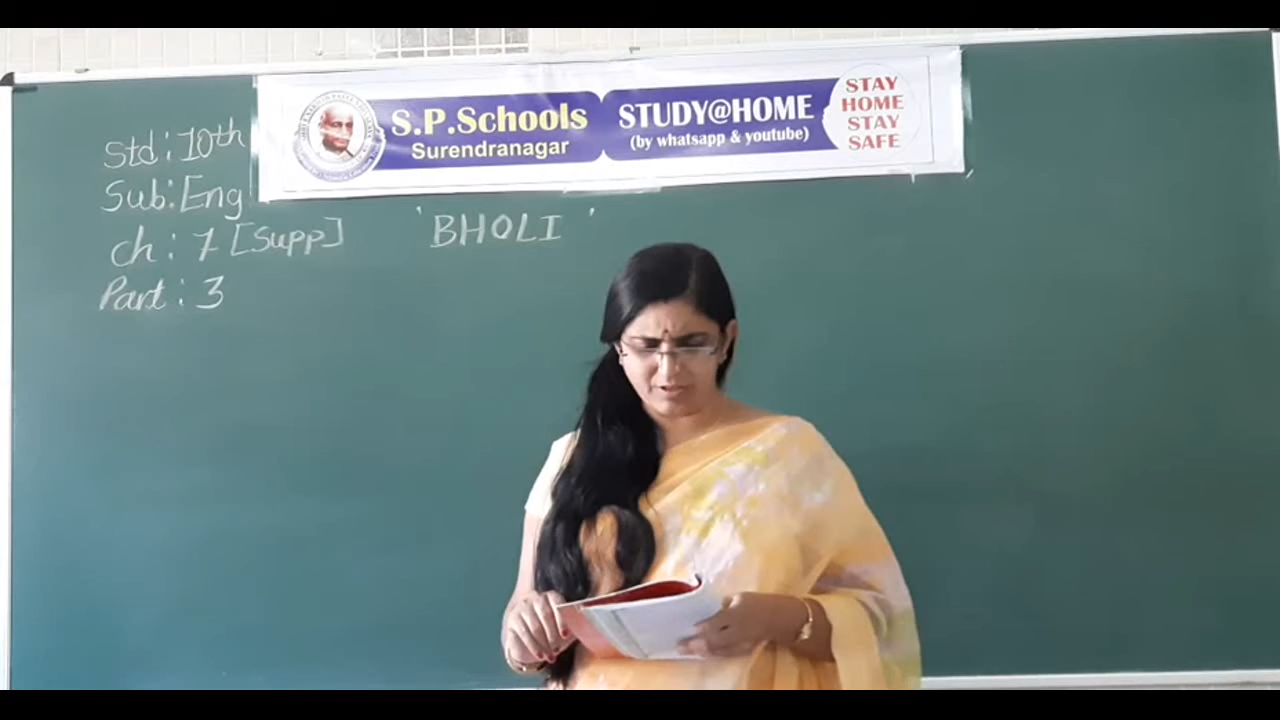 Std : 10th
Sub : Eng
ch : 7 [Supp]
Part : 3
'BHOLI'
S.P.Schools
Surendranagar
STUDY@HOME
(by whatsapp & youtube)
STAY
HOME
STAY
SAFE